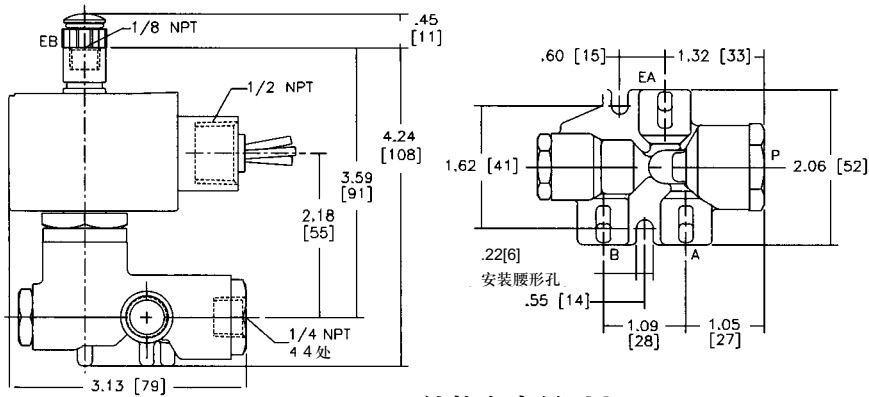 EB
1/8 NPT
.45
[11]
1/2 NPT
4.24
[108]
3.59
[91]
2.18
[55]
1/4 NPT
4 4 处
3.13 [79]
.60 [15]
1.32 [33]
EA
1.62 [41]
P
2.06 [52]
B
A
.22[6]
安装腰形孔
.55 [14]
1.09
[28]
1.05
[27]